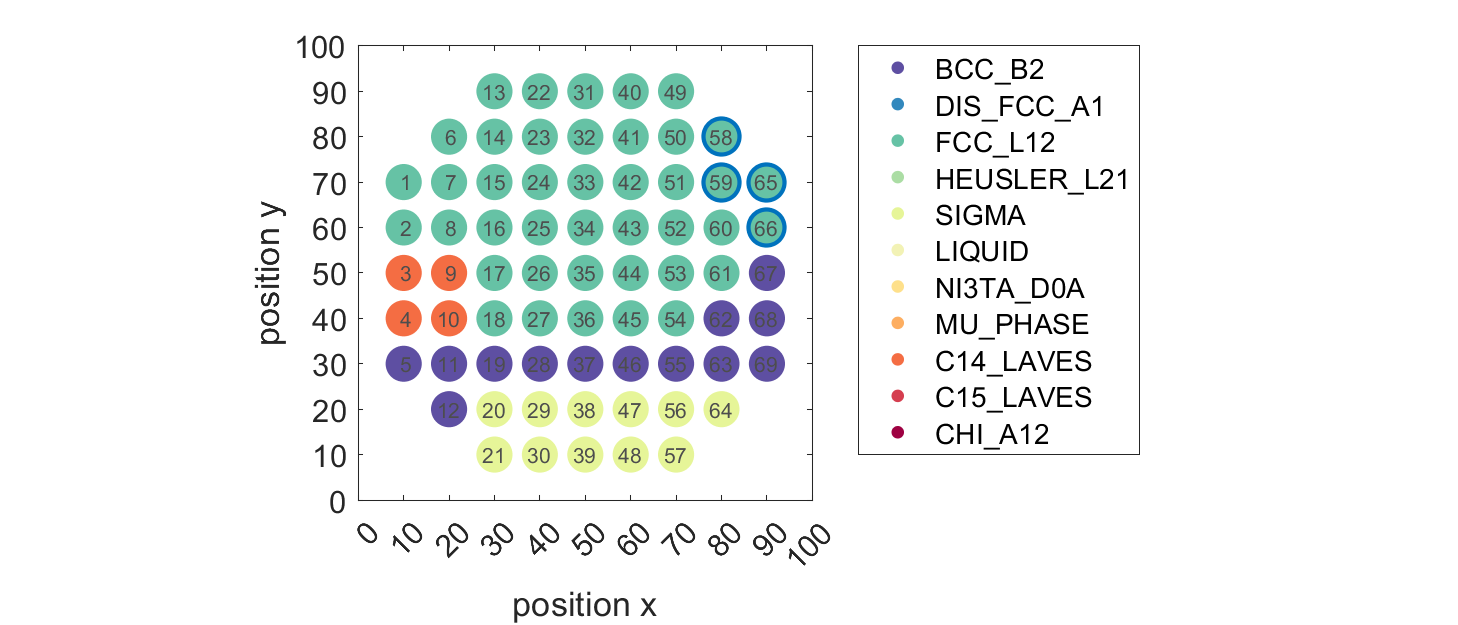 100
90 13 22 31 40 49
80 6 14 23 32 41 50 58
70 1 7 15 24 33 42 51 59 65
60 2 8 16 25 34 43 52 60 66
50 3 9 17 26 35 44 53 61 67
40 4 10 18 27 36 45 54 62 68
30 5 11 19 28 37 46 55 63 69
20 12 20 29 38 47 56 64
10 21 30 39 48 57
0
0 10 20 30 40 50 60 70 80 90 100
position x
position y
BCC_B2
DIS_FCC_A1
FCC_L12
HEUSLER_L21
SIGMA
LIQUID
NI3TA_D0A
MU_PHASE
C14_LAVES
C15_LAVES
CHI_A12